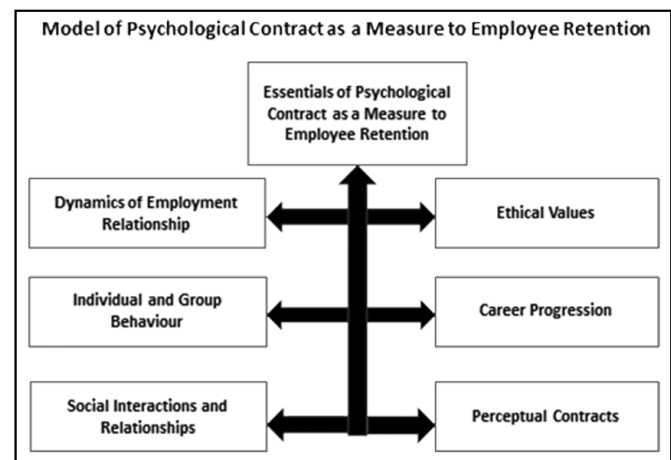 Model of Psychological Contract as a Measure to Employee Retention
Essentials of Psychological
Contract as a Measure to
Employee Retention
Dynamics of Employment
Relationship
Ethical Values
Individual and Group
Behaviour
Career Progression
Social Interactions and
Relationships
Perceptual Contracts